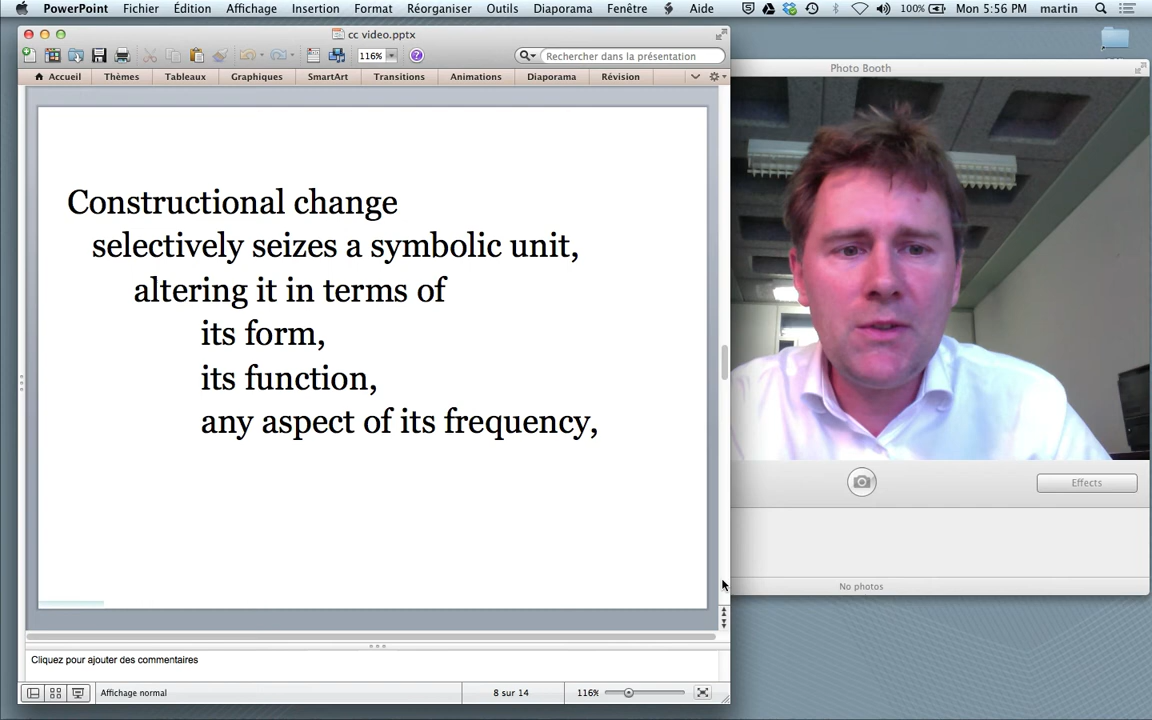 PowerPoint Fichier Édition Affichage Insertion Format Réorganiser Outils Diaporama Fenêtre Aide 100% Mon 5:56 PM martin
cc video.pptx
116% Rechercher dans la présentation
Accueil Thèmes Tableaux Graphiques SmartArt Transitions Animations Diaporama Révision
Photo Booth
Constructional change
selectively seizes a symbolic unit,
altering it in terms of
its form,
its function,
any aspect of its frequency,
Effects
No photos
Cliquez pour ajouter des commentaires
Affichage normal 8 sur 14 116%